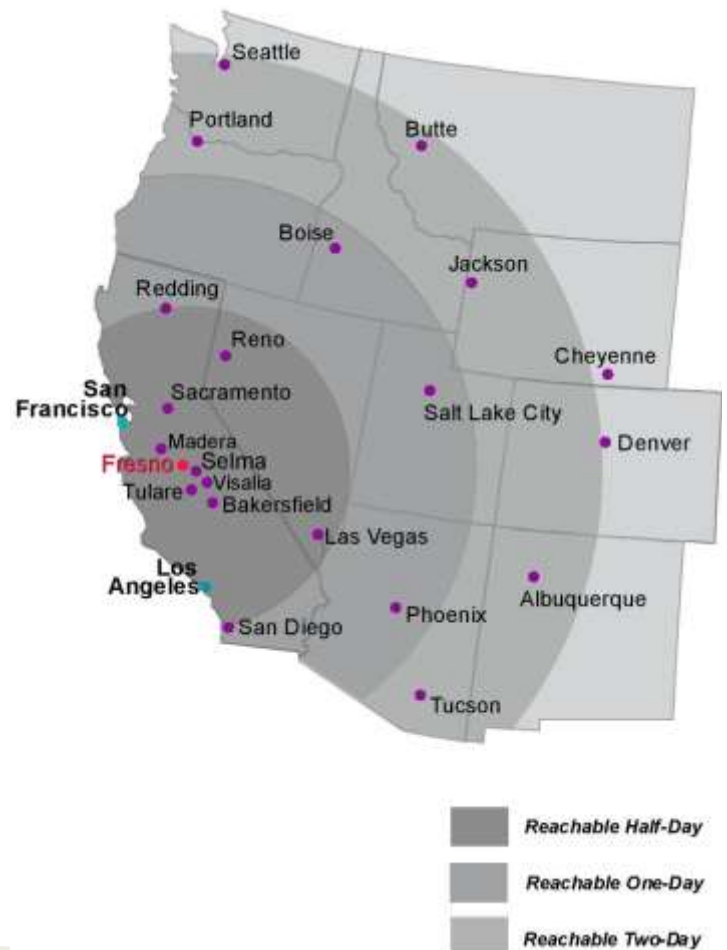 Seattle
Portland
Butte
Boise
Jackson
Redding
Reno
Cheyenne
San
Francisco
Sacramento
Salt Lake City
Madera
Denver
Fresno
Selma
Tulare
Visalia
Bakersfield
Las Vegas
Los
Angeles
Albuquerque
Phoenix
San Diego
Tucson
Reachable Half-Day
Reachable One-Day
Reachable Two-Day